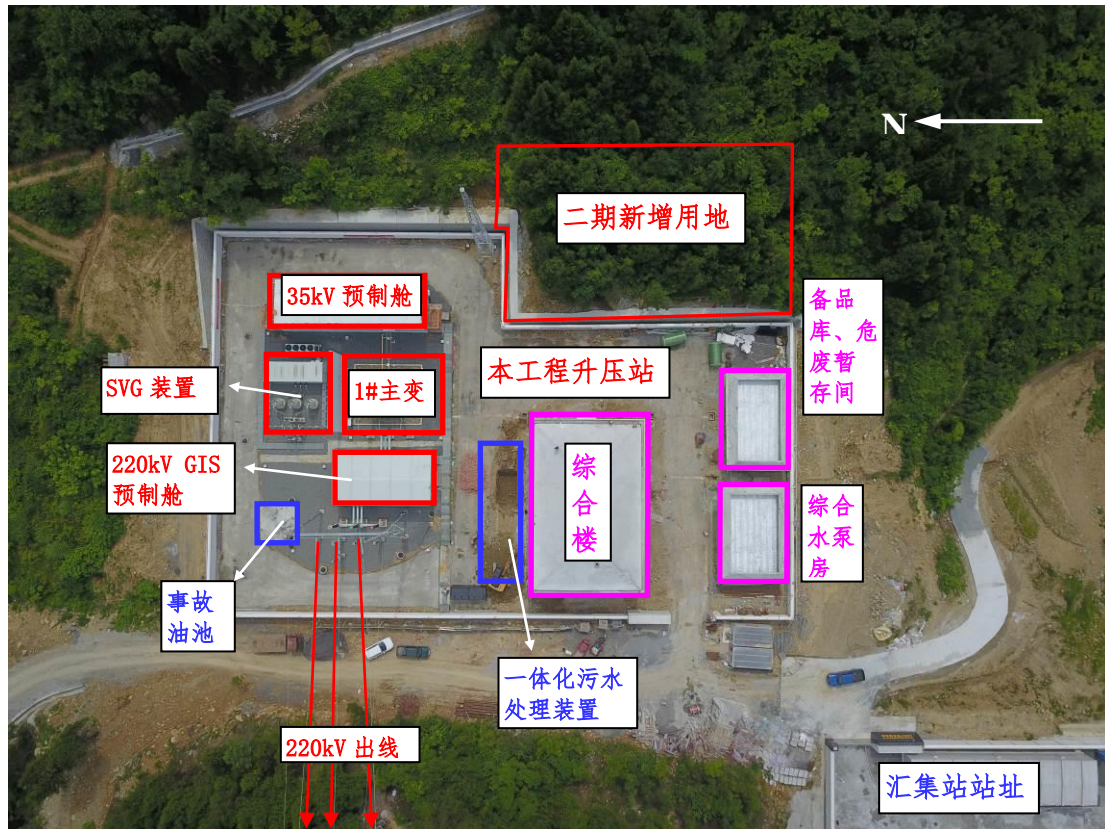 N
二期新增用地
35kV 预制舱
备品
库、危
废暂
存间
本工程升压站
SVG 装置
1#主变
220kV GIS
预制舱
综
合
楼
综合
水泵
房
事故
油池
一体化污水
处理装置
220kV 出线
汇集站站址